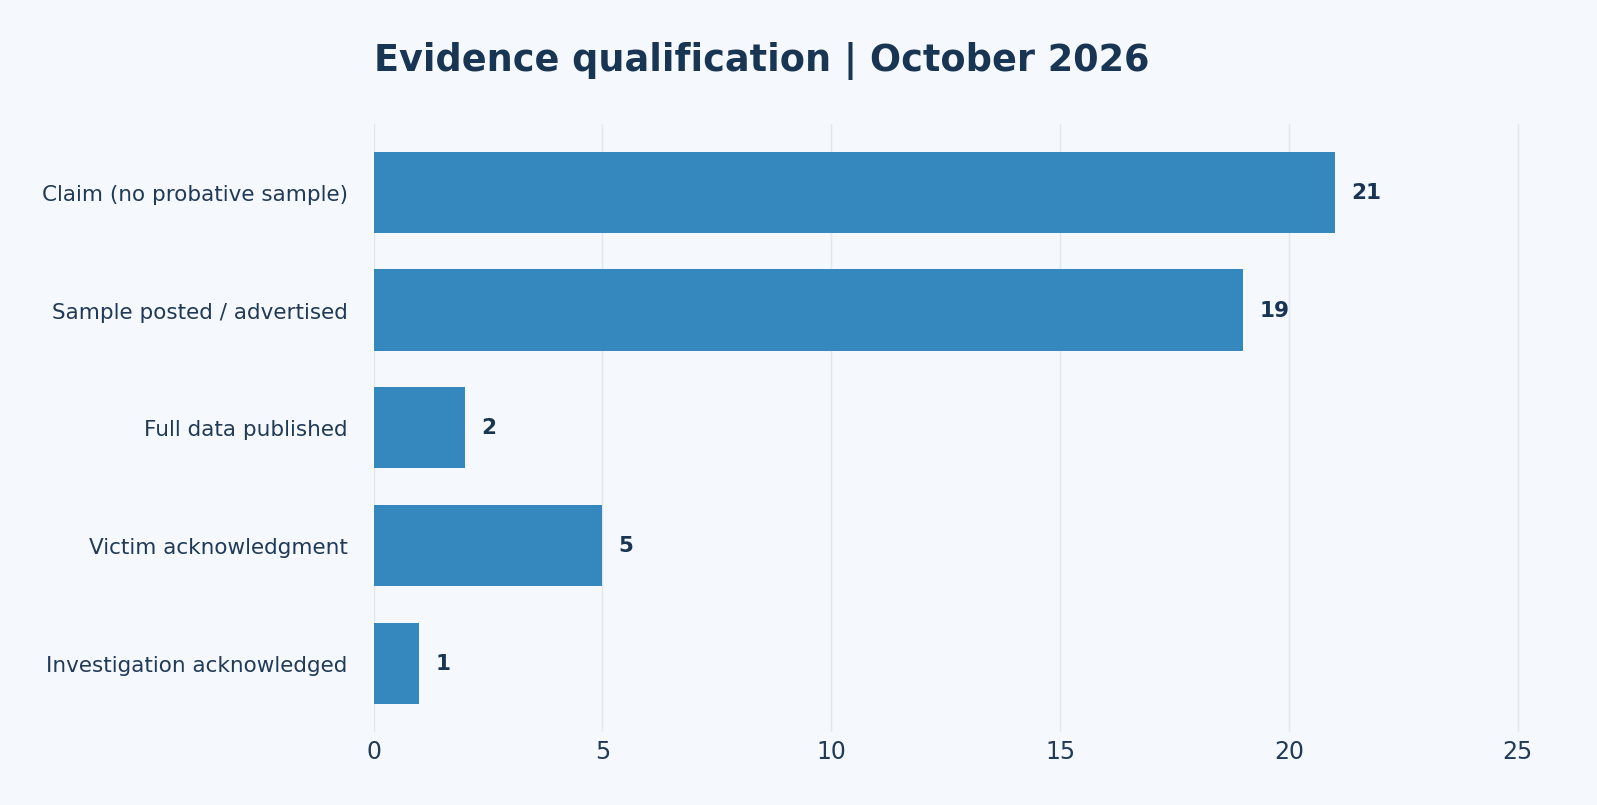 Evidence qualification | October 2026
Claim (no probative sample) 21
Sample posted / advertised 19
Full data published 2
Victim acknowledgment 5
Investigation acknowledged 1
0 5 10 15 20 25